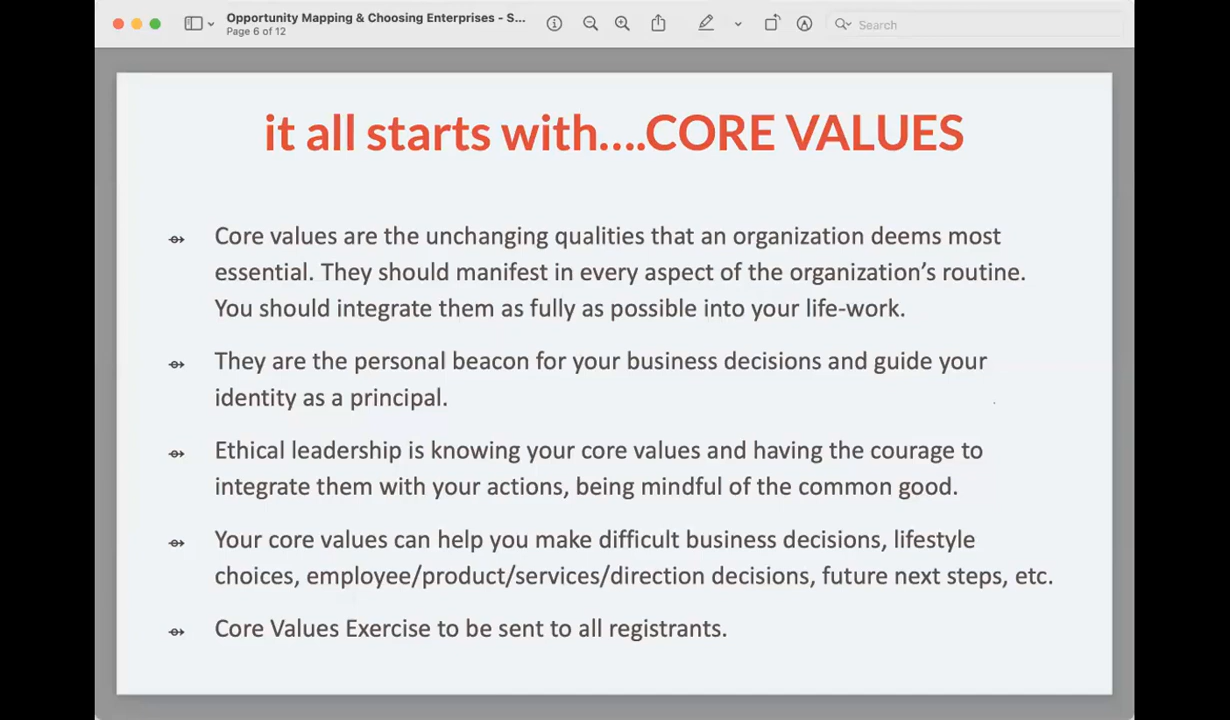 Opportunity Mapping & Choosing Enterprises - S...
Page 6 of 12
Search
it all starts with....CORE VALUES
Core values are the unchanging qualities that an organization deems most
essential. They should manifest in every aspect of the organization's routine.
You should integrate them as fully as possible into your life-work.
They are the personal beacon for your business decisions and guide your
identity as a principal.
Ethical leadership is knowing your core values and having the courage to
integrate them with your actions, being mindful of the common good.
Your core values can help you make difficult business decisions, lifestyle
choices, employee/product/services/direction decisions, future next steps, etc.
Core Values Exercise to be sent to all registrants.